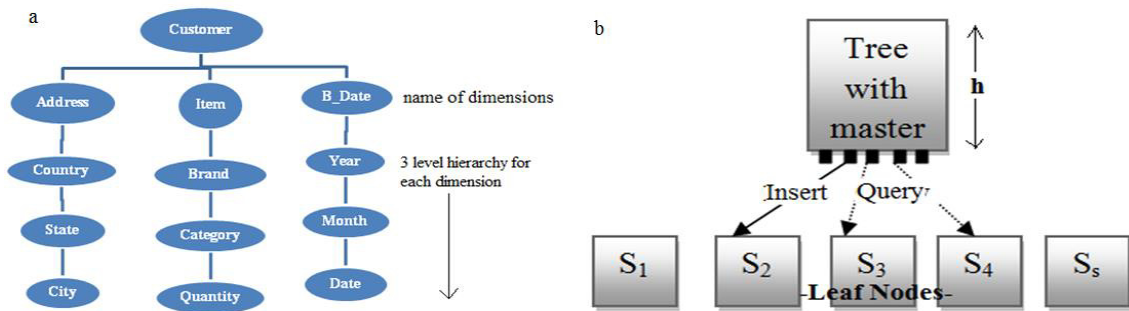 a
Customer
Address
Item
B_Date
name of dimensions
Country
Brand
Year
3 level hierarchy for
each dimension
State
Category
Month
City
Quantity
Date
b
Tree
with
master
h
Insert
Query
S1
S2
S3
S4
Ss
-Leaf Nodes-